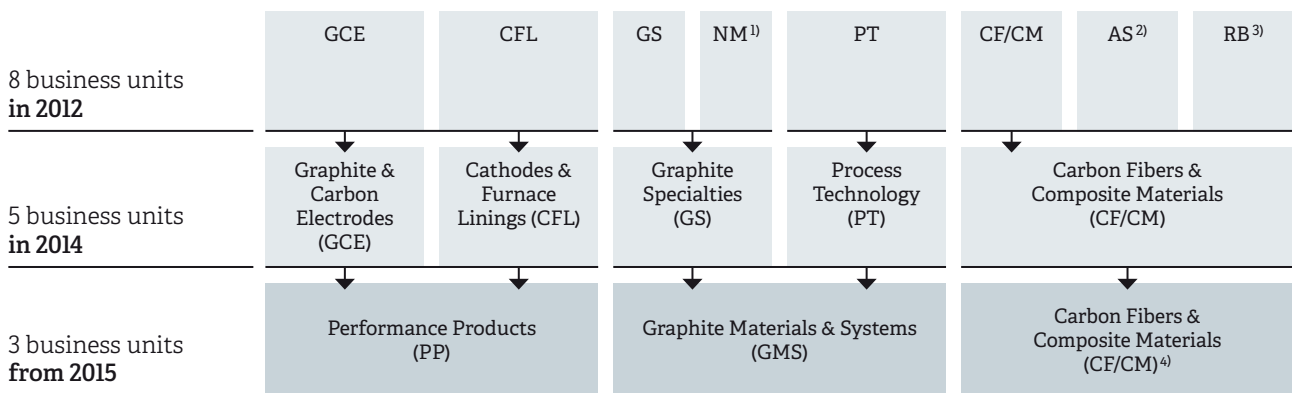 GCE
CFL
GS
NM1)
PT
CF/CM
AS2)
RB3)
8 business units
in 2012
Graphite &
Carbon
Electrodes
(GCE)
Cathodes &
Furnace
Linings (CFL)
Graphite
Specialties
(GS)
Process
Technology
(PT)
Carbon Fibers &
Composite Materials
(CF/CM)
5 business units
in 2014
Performance Products
(PP)
Graphite Materials & Systems
(GMS)
Carbon Fibers &
Composite Materials
(CF/CM)4)
3 business units
from 2015